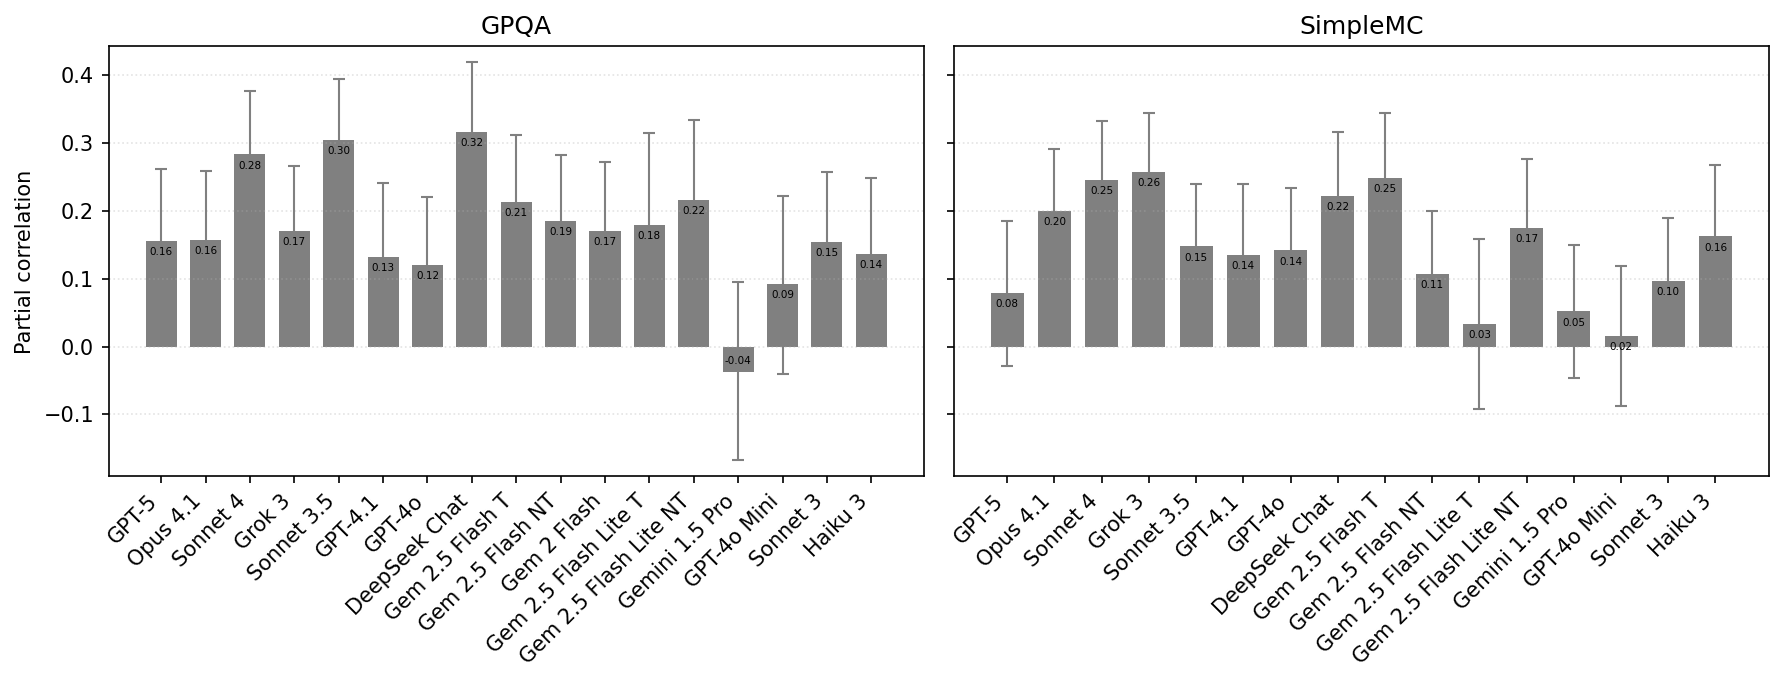 GPQA
SimpleMC
Partial correlation
0.4
0.3
0.2
0.1
0.0
−0.1
0.16
0.16
0.28
0.17
0.30
0.13
0.12
0.32
0.21
0.19
0.17
0.18
0.22
-0.04
0.09
0.15
0.14
0.08
0.20
0.25
0.26
0.15
0.14
0.14
0.22
0.25
0.11
0.03
0.17
0.05
0.02
0.10
0.16
GPT-5
Opus 4.1
Sonnet 4
Grok 3
Sonnet 3.5
GPT-4.1
GPT-4o
DeepSeek Chat
Gem 2.5 Flash T
Gem 2.5 Flash NT
Gem 2 Flash
Gem 2.5 Flash Lite T
Gem 2.5 Flash Lite NT
Gemini 1.5 Pro
GPT-4o Mini
Sonnet 3
Haiku 3
GPT-5
Opus 4.1
Sonnet 4
Grok 3
Sonnet 3.5
GPT-4.1
GPT-4o
DeepSeek Chat
Gem 2.5 Flash T
Gem 2.5 Flash NT
Gem 2.5 Flash Lite T
Gem 2.5 Flash Lite NT
Gemini 1.5 Pro
GPT-4o Mini
Sonnet 3
Haiku 3